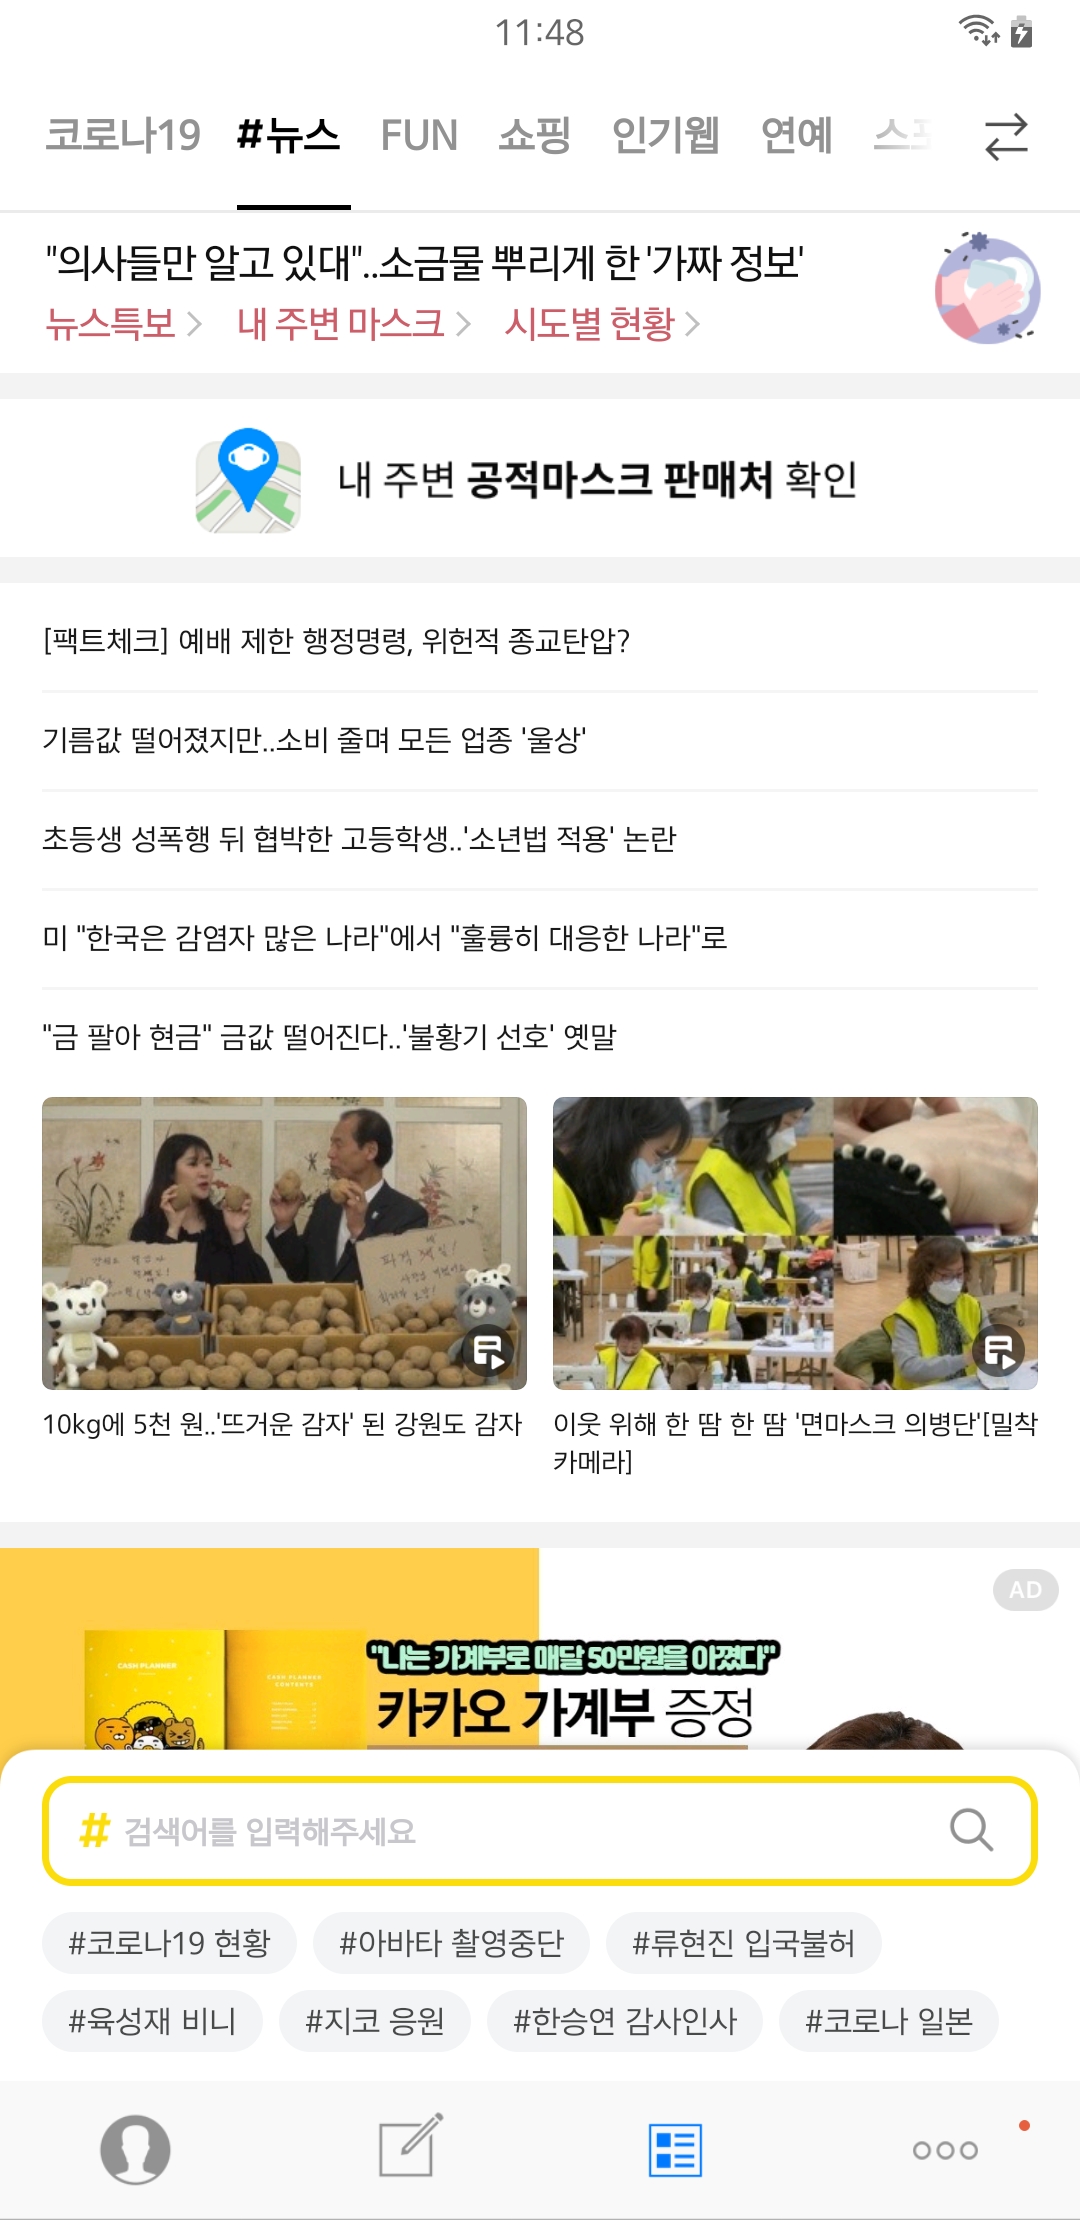 11:48
코로나19 #뉴스 FUN 쇼핑 인기웹 연예
"의사들만 알고 있대"..소금물 뿌리게 한 '가짜 정보'
뉴스특보 내 주변 마스크 시도별 현황
내 주변 공적마스크 판매처 확인
[팩트체크] 예배 제한 행정명령, 위헌적 종교탄압?
기름값 떨어졌지만..소비 줄며 모든 업종 '울상'
초등생 성폭행 뒤 협박한 고등학생..'소년법 적용' 논란
미 "한국은 감염자 많은 나라"에서 "훌륭히 대응한 나라"로
"금 팔아 현금" 금값 떨어진다..'불황기 선호' 옛말
10kg에 5천 원..'뜨거운 감자' 된 강원도 감자
이웃 위해 한 땀 한 땀 '면마스크 의병단'[밀착
카메라]
AD
"나는 가계부로 매달 50만원을 아꼈다"
CASH PLANNER
CASH PLANNER
CONTENTS
카카오 가계부 증정
# 검색어를 입력해주세요
#코로나19 현황 #아바타 촬영중단 #류현진 입국불허
#육성재 비니 #지코 응원 #한승연 감사인사 #코로나 일본